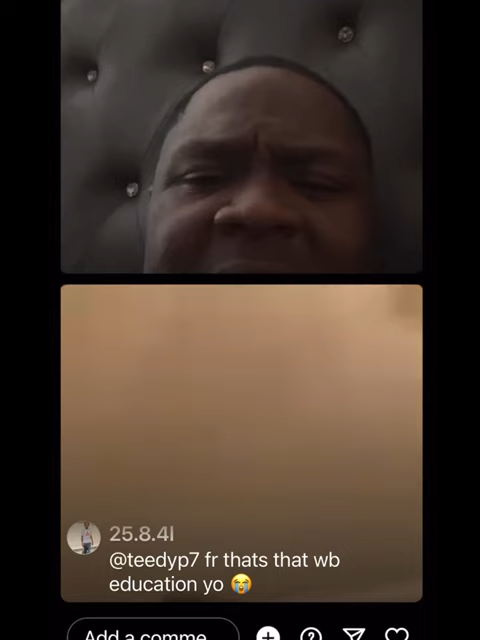 25.8.4l
@teedyp7 fr thats that wb
education yo 😭
Add a comme